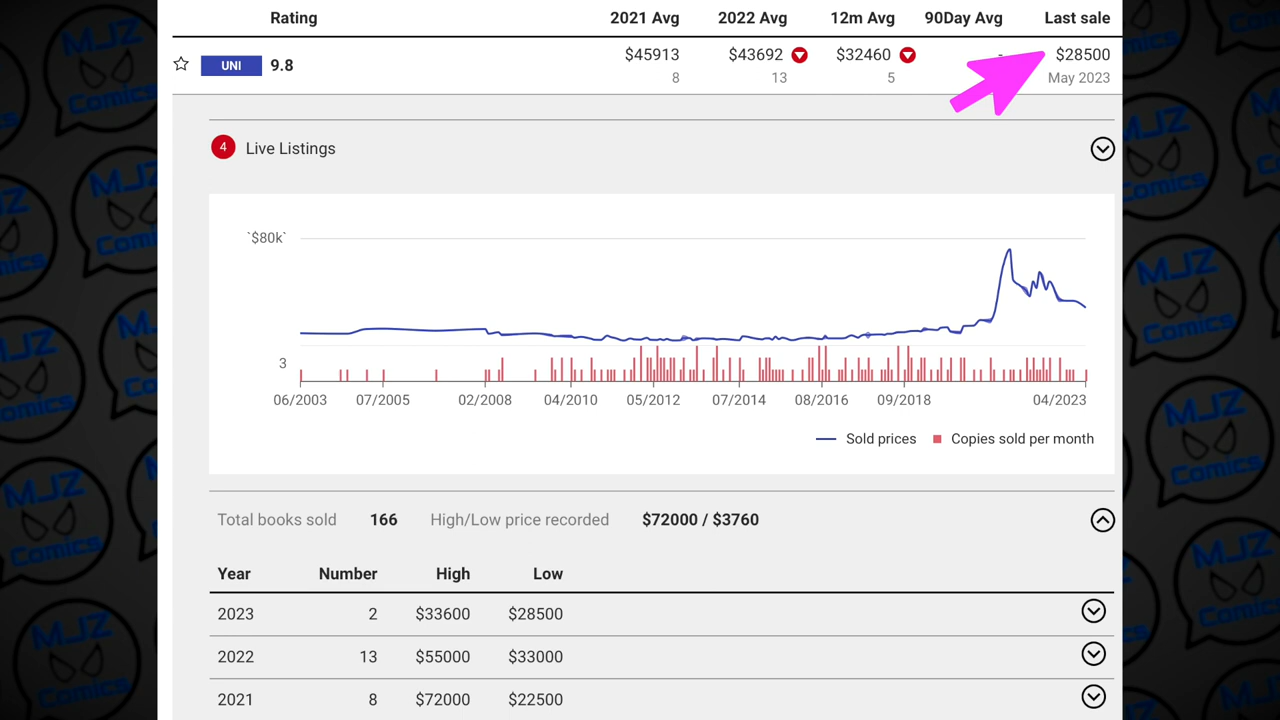 Rating 2021 Avg 2022 Avg 12m Avg 90Day Avg Last sale
UNI 9.8 $45913 $43692 $32460 - $28500
8 13 5 May 2023
4 Live Listings
`$80k`
3
06/2003 07/2005 02/2008 04/2010 05/2012 07/2014 08/2016 09/2018 04/2023
Sold prices Copies sold per month
Total books sold 166 High/Low price recorded $72000 / $3760
Year Number High Low
2023 2 $33600 $28500
2022 13 $55000 $33000
2021 8 $72000 $22500
MJZ
Comics